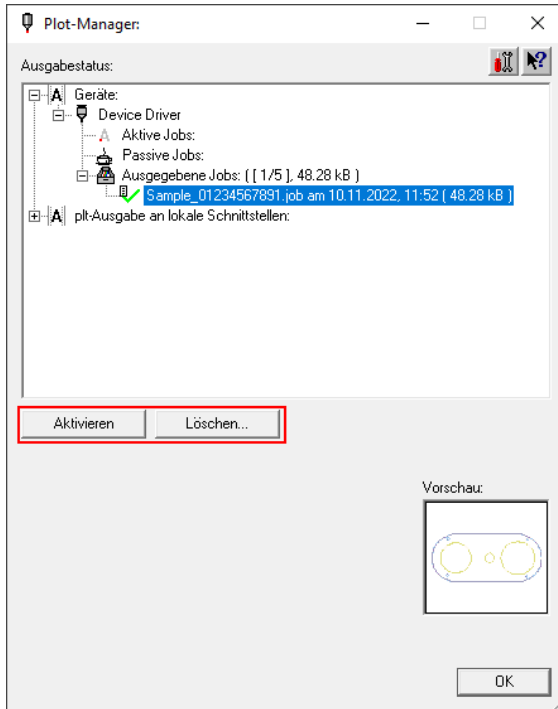 Plot-Manager:
Ausgabestatus:
A Geräte:
Device Driver
A Aktive Jobs:
Passive Jobs:
Ausgegebene Jobs: ( [ 1/5 ], 48.28 kB )
Sample_01234567891.job am 10.11.2022, 11:52 ( 48.28 kB )
A plt-Ausgabe an lokale Schnittstellen:
Aktivieren Löschen...
Vorschau:
OK